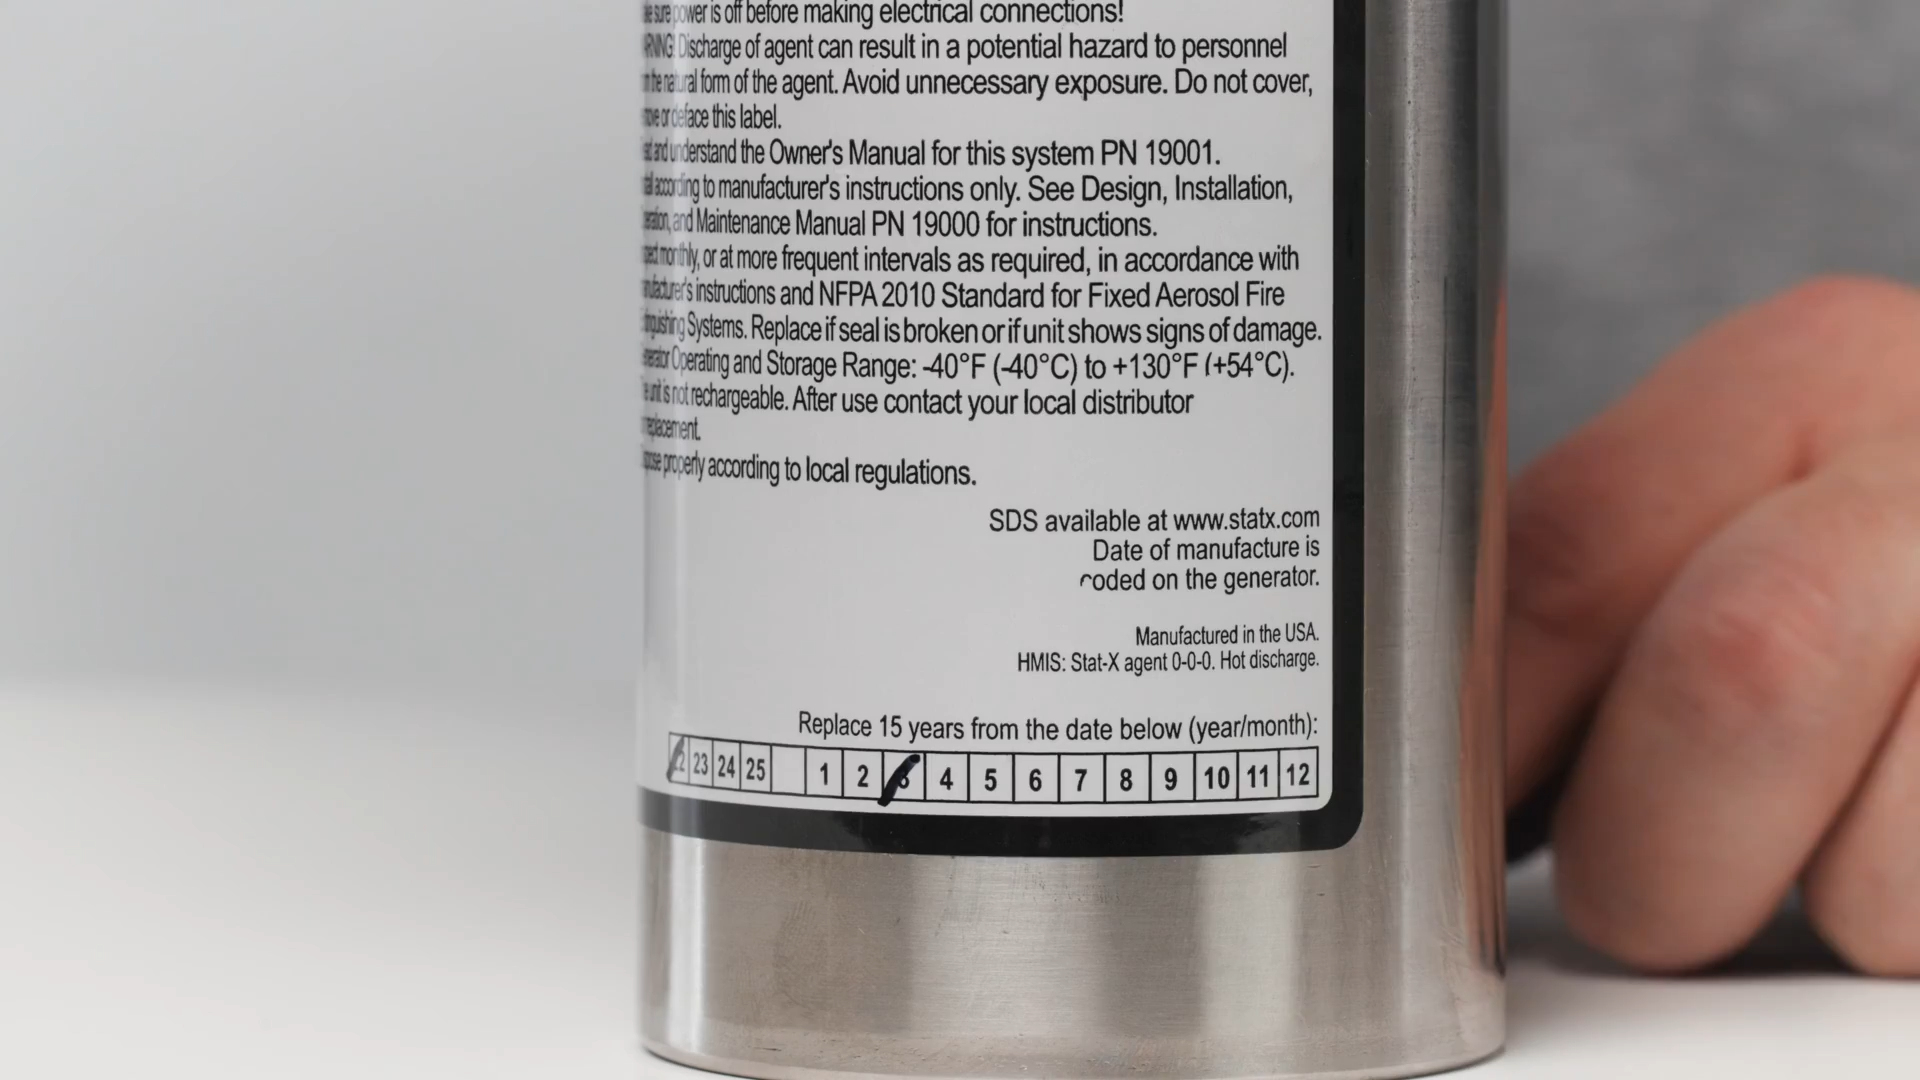 sure power is off before making electrical connections!
Discharge of agent can result in a potential hazard to personnel
the natural form of the agent. Avoid unnecessary exposure. Do not cover,
or deface this label.
and understand the Owner's Manual for this system PN 19001.
according to manufacturer's instructions only. See Design, Installation,
and Maintenance Manual PN 19000 for instructions.
monthly, or at more frequent intervals as required, in accordance with
manufacturer's instructions and NFPA 2010 Standard for Fixed Aerosol Fire
Systems. Replace if seal is broken or if unit shows signs of damage.
Operating and Storage Range: -40°F (-40°C) to +130°F (+54°C).
unit is not rechargeable. After use contact your local distributor
replacement.
properly according to local regulations.
SDS available at www.statx.com
Date of manufacture is
coded on the generator.
Manufactured in the USA.
HMIS: Stat-X agent 0-0-0. Hot discharge.
Replace 15 years from the date below (year/month):
22 23 24 25 1 2 3 4 5 6 7 8 9 10 11 12